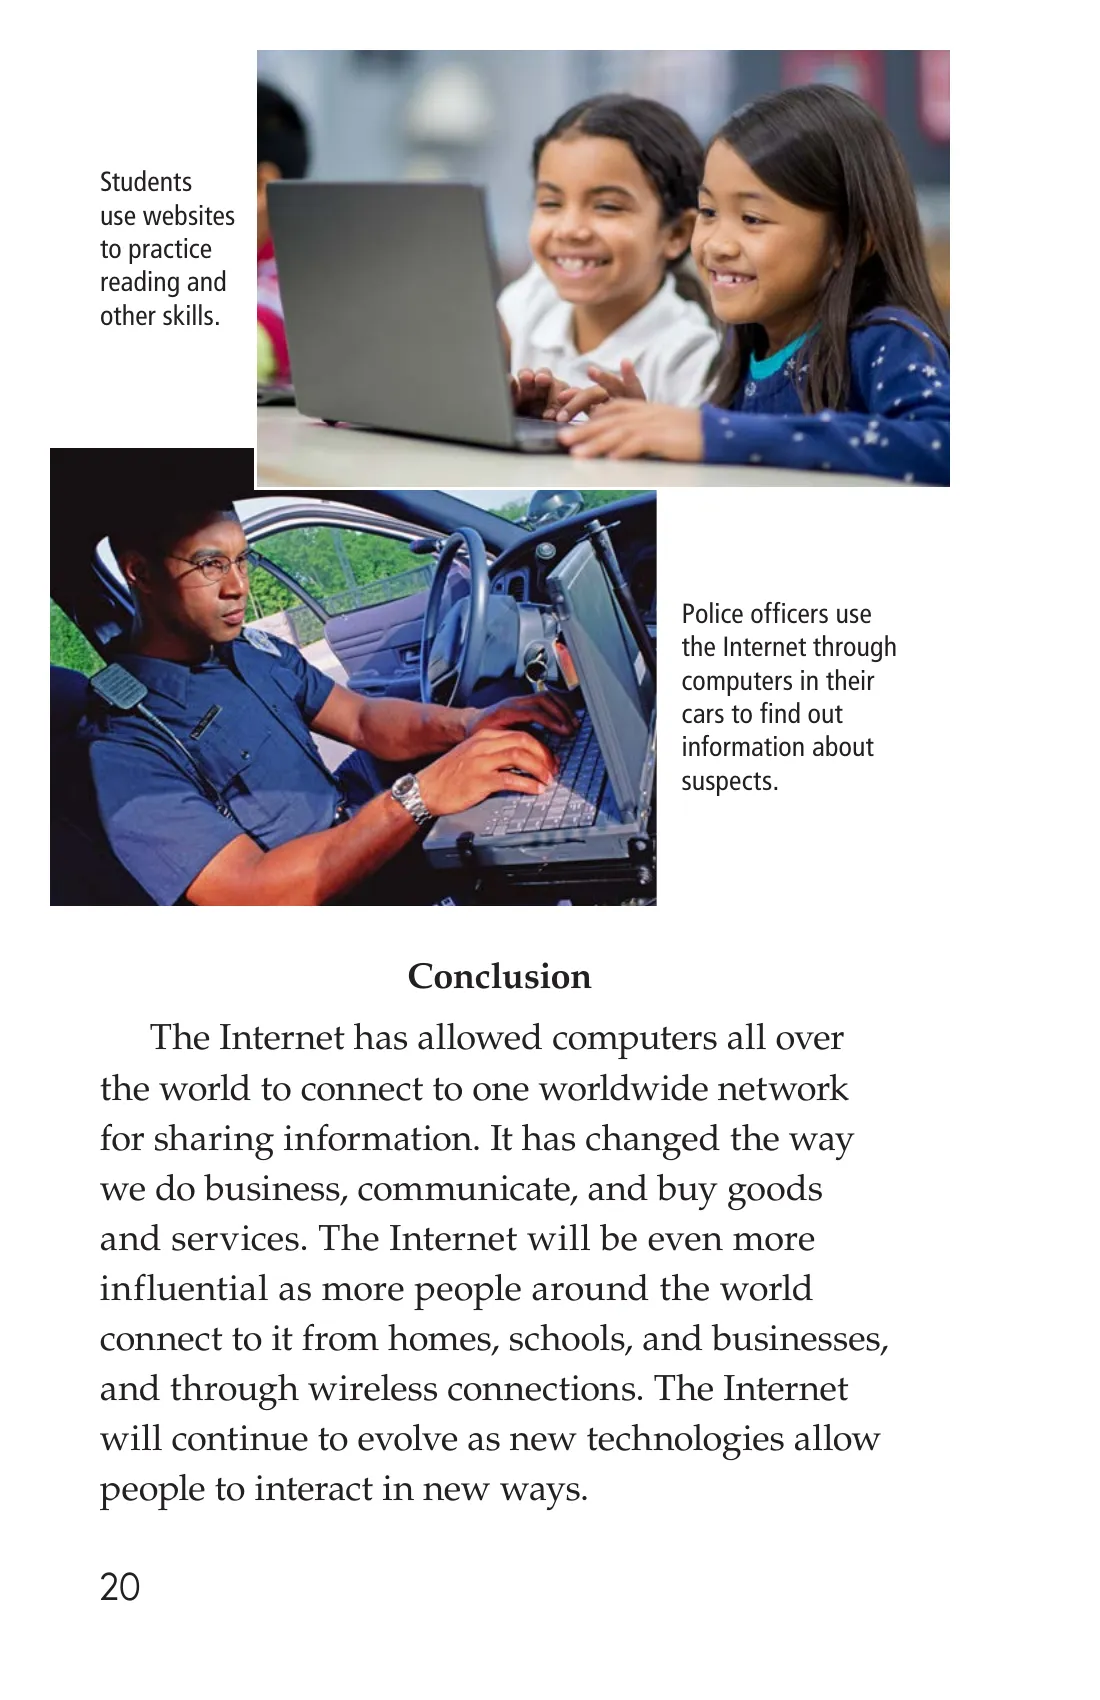 Students
use websites
to practice
reading and
other skills.
Police officers use
the Internet through
computers in their
cars to find out
information about
suspects.
Conclusion
The Internet has allowed computers all over
the world to connect to one worldwide network
for sharing information. It has changed the way
we do business, communicate, and buy goods
and services. The Internet will be even more
influential as more people around the world
connect to it from homes, schools, and businesses,
and through wireless connections. The Internet
will continue to evolve as new technologies allow
people to interact in new ways.
20